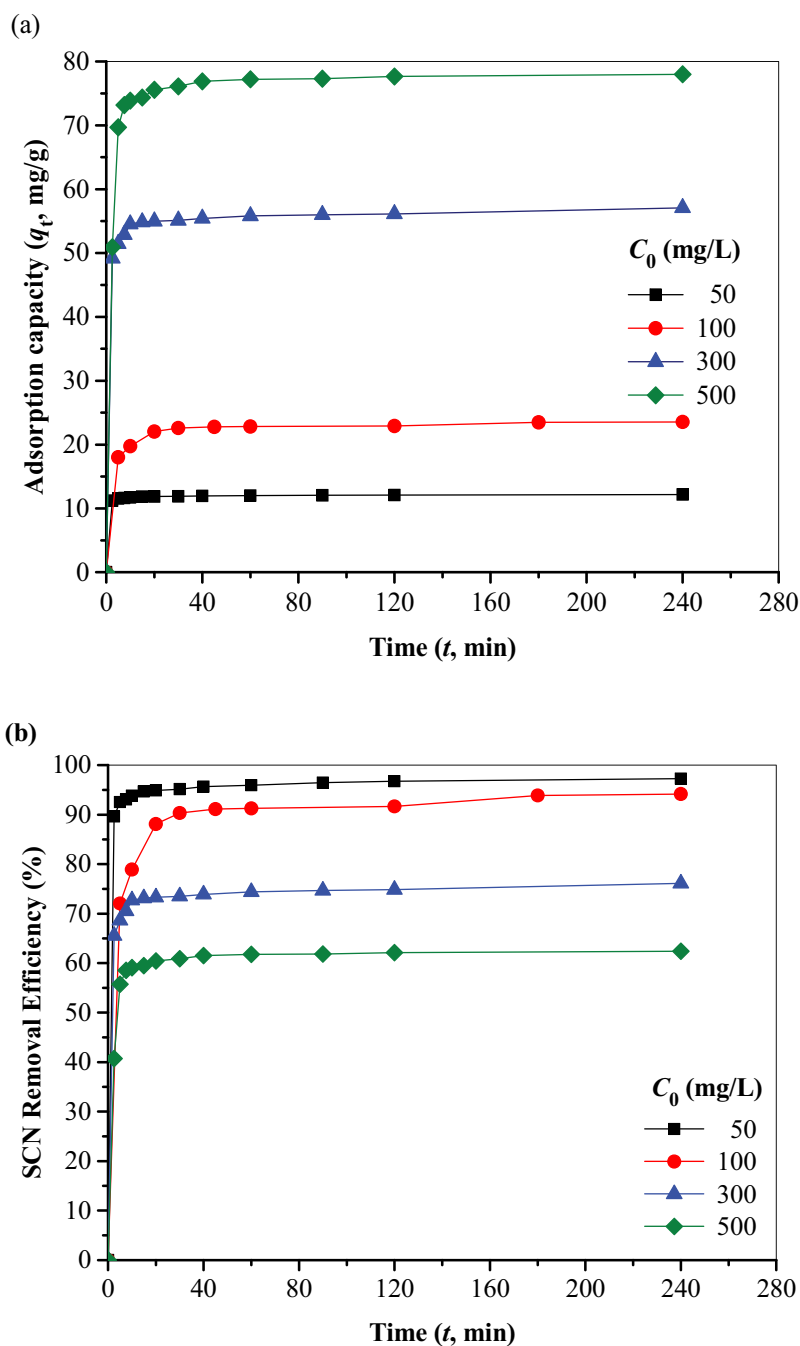 (a)
80
70
60
50
40
30
20
10
0
Adsorption capacity (qt, mg/g)
C0 (mg/L)
50
100
300
500
0 40 80 120 160 200 240 280
Time (t, min)
(b)
100
90
80
70
60
50
40
30
20
10
0
SCN Removal Efficiency (%)
C0 (mg/L)
50
100
300
500
0 40 80 120 160 200 240 280
Time (t, min)